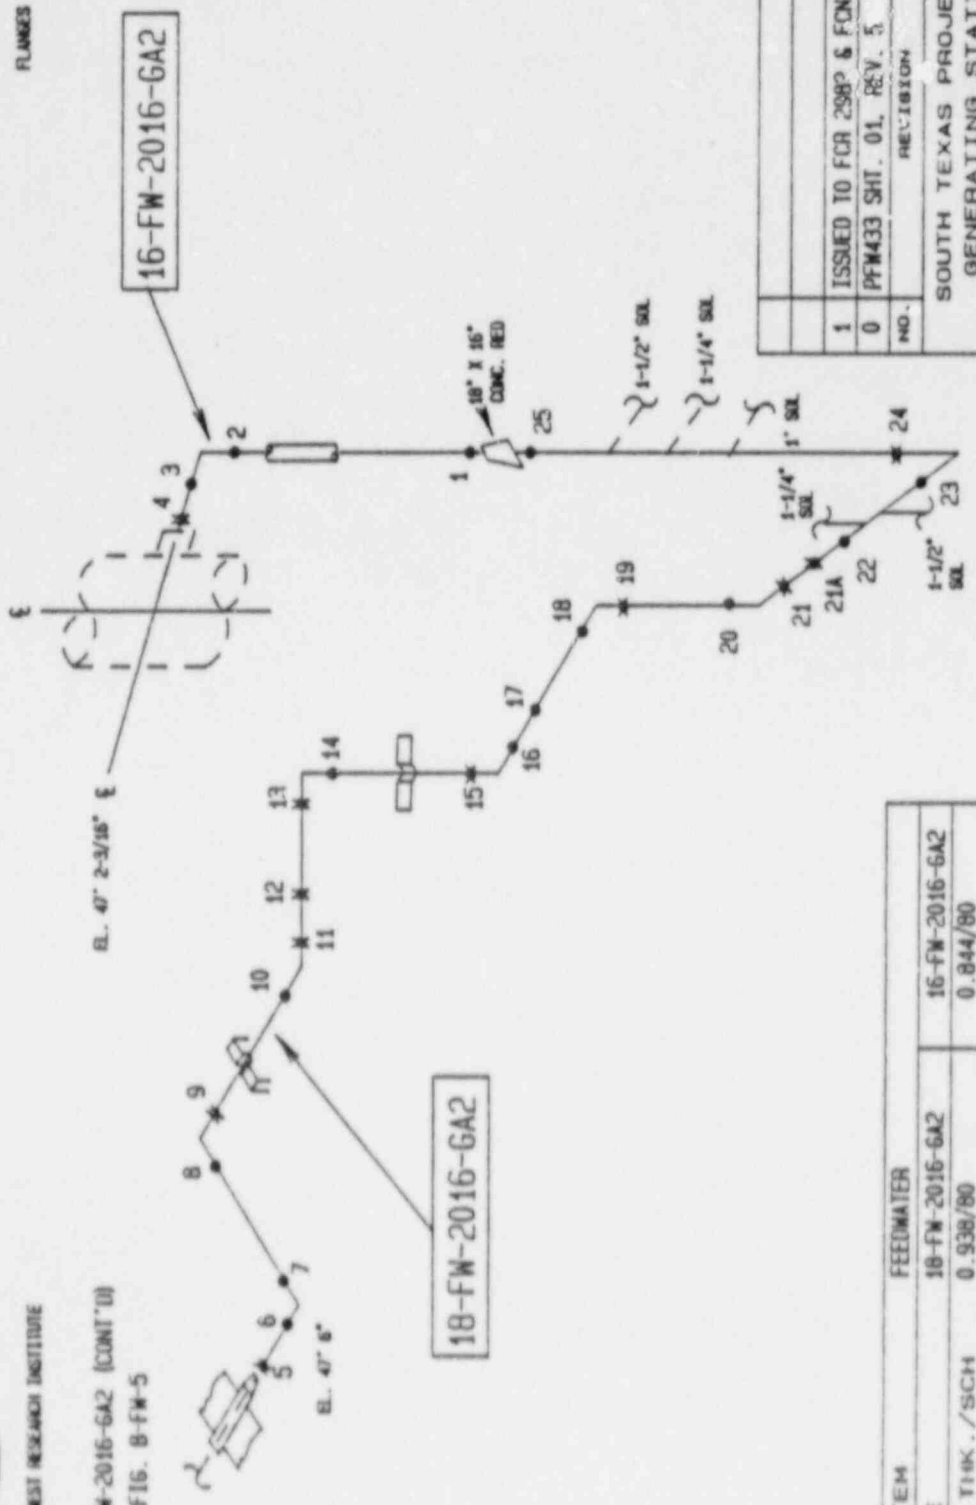 FLANGES
EST RESEARCH INSTITUTE
W-2016-GA2 (CONT'D)
FIG. B-FW-5
16-FW-2016-GA2
℄
EL. 47' 2-3/16" ℄
4
3
2
1
18" X 16"
CONC. RED
25
1-1/2" SOL
1-1/4" SOL
1" SOL
24
23
1-1/4"
SOL
1-1/2"
SOL
22
21A
21
20
19
18
17
16
15
14
13
12
11
10
9
8
7
6
5
EL. 47' 6"
18-FW-2016-GA2
1 ISSUED TO FCR 298? & FCN
0 PFW433 SHT. 01, REV. 5
NO. REVISION
SOUTH TEXAS PROJE
GENERATING STATI
EM FEEDWATER
18-FW-2016-GA2 16-FW-2016-GA2
THK./SCH 0.938/80 0.844/80